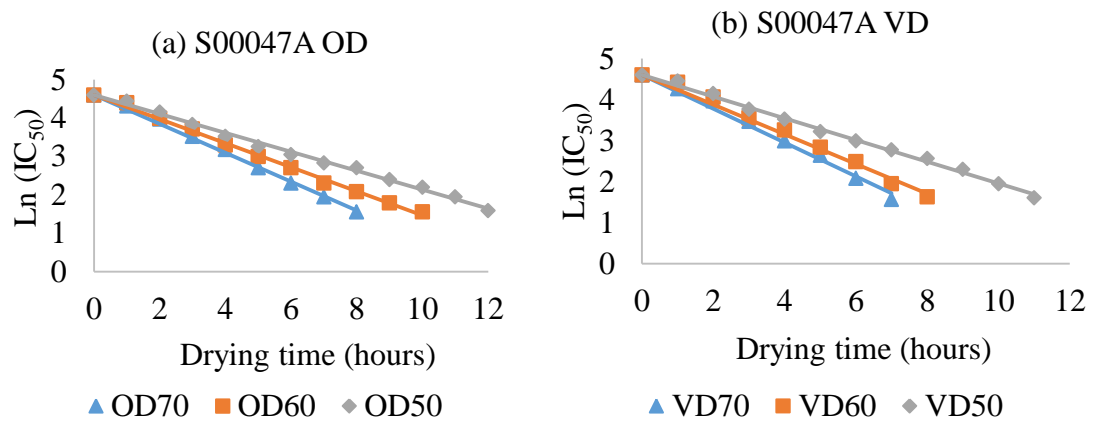 (a) S00047A OD
Ln (IC50)
5
4
3
2
1
0
0 2 4 6 8 10 12
Drying time (hours)
OD70 OD60 OD50
(b) S00047A VD
Ln (IC50)
5
4
3
2
1
0
0 2 4 6 8 10 12
Drying time (hours)
VD70 VD60 VD50